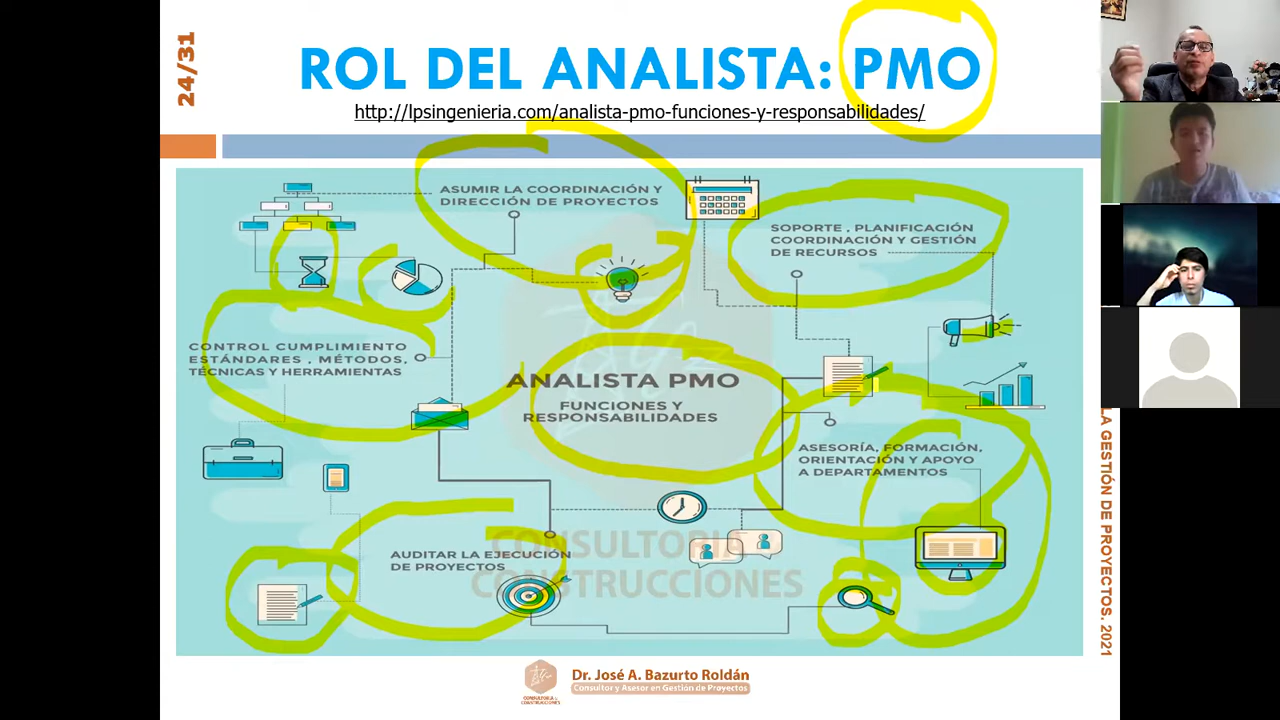 24/31
ROL DEL ANALISTA: PMO
http://lpsingenieria.com/analista-pmo-funciones-y-responsabilidades/
ASUMIR LA COORDINACIÓN Y
DIRECCIÓN DE PROYECTOS
SOPORTE , PLANIFICACIÓN
COORDINACIÓN Y GESTIÓN
DE RECURSOS
CONTROL CUMPLIMIENTO
ESTÁNDARES , MÉTODOS,
TÉCNICAS Y HERRAMIENTAS
ANALISTA PMO
FUNCIONES Y
RESPONSABILIDADES
ASESORÍA, FORMACIÓN,
ORIENTACIÓN Y APOYO
A DEPARTAMENTOS
AUDITAR LA EJECUCIÓN
DE PROYECTOS
CONSULTORIA
CONSTRUCCIONES
LA GESTIÓN DE PROYECTOS. 2021
CONSULTORIA &
CONSTRUCCIONES
Dr. José A. Bazurto Roldán
Consultor y Asesor en Gestión de Proyectos